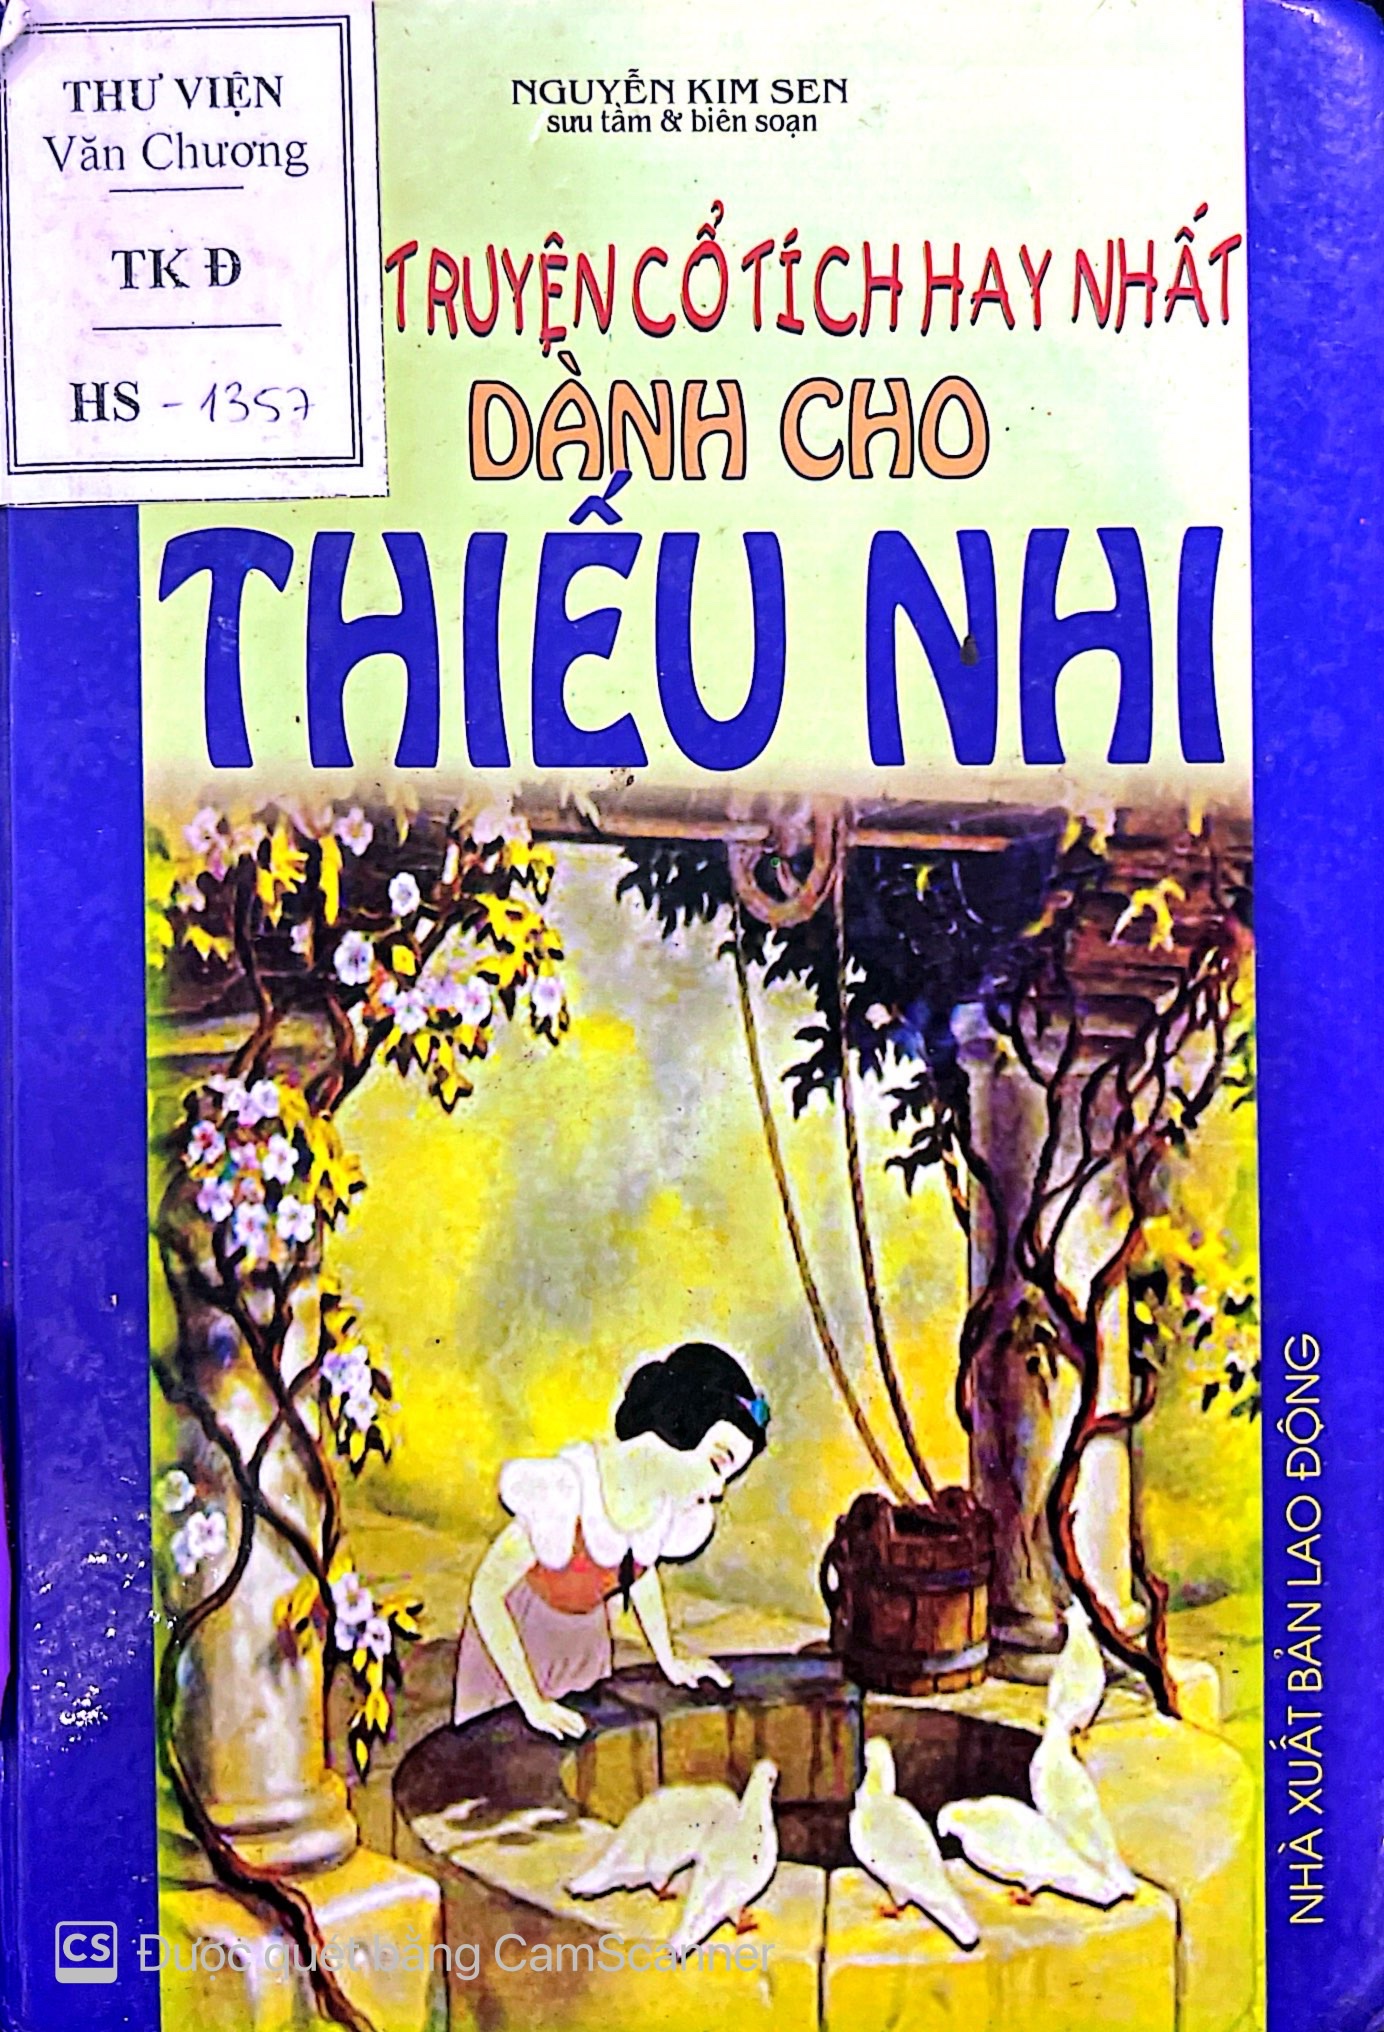 THƯ VIỆN
Văn Chương
TK Đ
HS - 1357
NGUYỄN KIM SEN
sưu tầm & biên soạn
TRUYỆN CỔ TÍCH HAY NHẤT
DÀNH CHO
THIẾU NHI
NHÀ XUẤT BẢN LAO ĐỘNG
CS Được quét bằng CamScanner